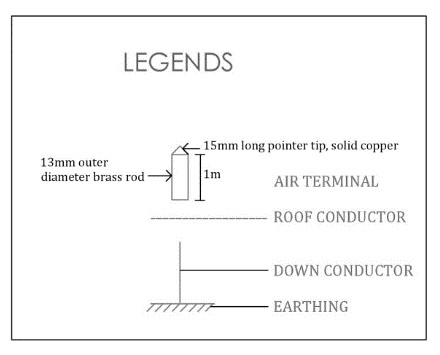 LEGENDS
15mm long pointer tip, solid copper
13mm outer
diameter brass rod
1m
AIR TERMINAL
ROOF CONDUCTOR
DOWN CONDUCTOR
EARTHING